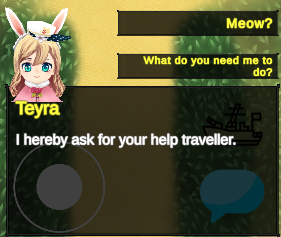 Meow?
What do you need me to
do?
Teyra
I hereby ask for your help traveller.